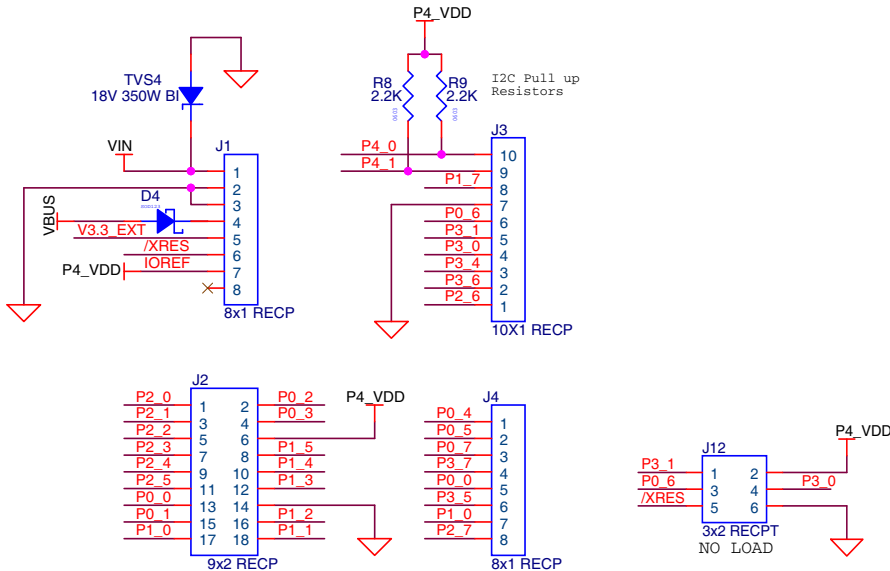 P4_VDD
TVS4
18V 350W BI
R8
2.2K
0603
R9
2.2K
0603
I2C Pull up
Resistors
VIN
J1
1
2
3
4
5
6
7
8
D4
SOD123
VBUS
V3.3_EXT
/XRES
P4_VDD
IOREF
8x1 RECP
J3
P4_0
10
P4_1
9
P1_7
8
7
P0_6
6
P3_1
5
P3_0
4
P3_4
3
P3_6
2
P2_6
1
10X1 RECP
J2
P2_0 1 2 P0_2
P2_1 3 4 P0_3
P2_2 5 6 P4_VDD
P2_3 7 8 P1_5
P2_4 9 10 P1_4
P2_5 11 12 P1_3
P0_0 13 14
P0_1 15 16 P1_2
P1_0 17 18 P1_1
9x2 RECP
J4
P0_4 1
P0_5 2
P0_7 3
P3_7 4
P0_0 5
P3_5 6
P1_0 7
P2_7 8
8x1 RECP
J12
P4_VDD
P3_1 1 2
P0_6 3 4 P3_0
/XRES 5 6
3x2 RECPT
NO LOAD